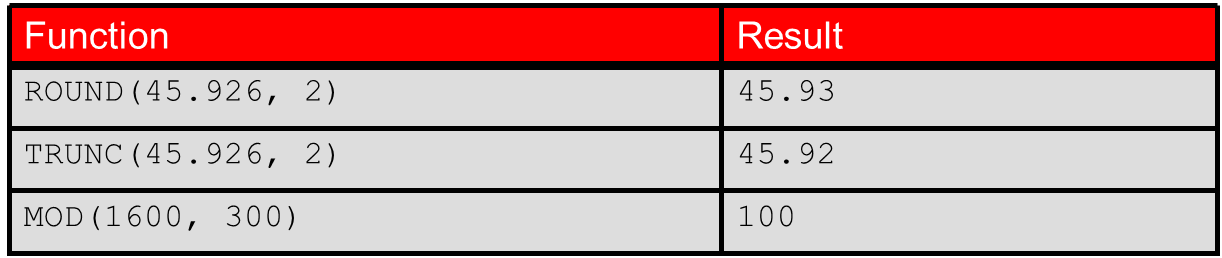 Function Result
ROUND(45.926, 2) 45.93
TRUNC(45.926, 2) 45.92
MOD(1600, 300) 100